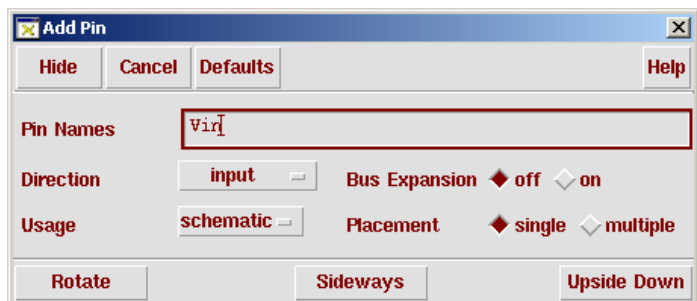 Add Pin
Hide Cancel Defaults Help
Pin Names Vin
Direction input Bus Expansion off on
Usage schematic Placement single multiple
Rotate Sideways Upside Down